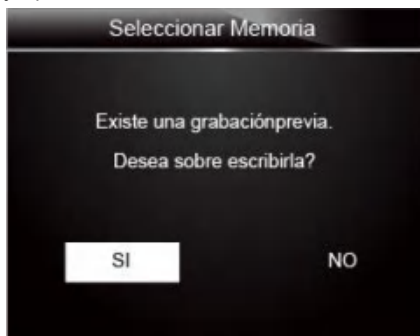 Seleccionar Memoria
Existe una grabaciónprevia.
Desea sobre escribirla?
SI NO